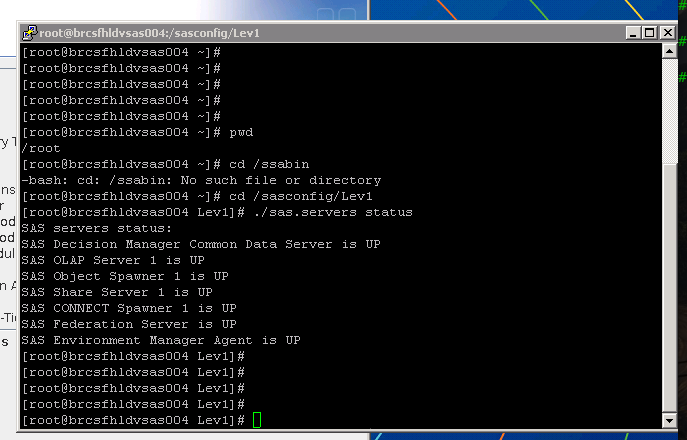 root@brcsfhldvsas004:/sasconfig/Lev1
[root@brcsfhldvsas004 ~]#
[root@brcsfhldvsas004 ~]#
[root@brcsfhldvsas004 ~]#
[root@brcsfhldvsas004 ~]#
[root@brcsfhldvsas004 ~]#
[root@brcsfhldvsas004 ~]# pwd
/root
[root@brcsfhldvsas004 ~]# cd /ssabin
-bash: cd: /ssabin: No such file or directory
[root@brcsfhldvsas004 ~]# cd /sasconfig/Lev1
[root@brcsfhldvsas004 Lev1]# ./sas.servers status
SAS servers status:
SAS Decision Manager Common Data Server is UP
SAS OLAP Server 1 is UP
SAS Object Spawner 1 is UP
SAS Share Server 1 is UP
SAS CONNECT Spawner 1 is UP
SAS Federation Server is UP
SAS Environment Manager Agent is UP
[root@brcsfhldvsas004 Lev1]#
[root@brcsfhldvsas004 Lev1]#
[root@brcsfhldvsas004 Lev1]#
[root@brcsfhldvsas004 Lev1]#
[root@brcsfhldvsas004 Lev1]#